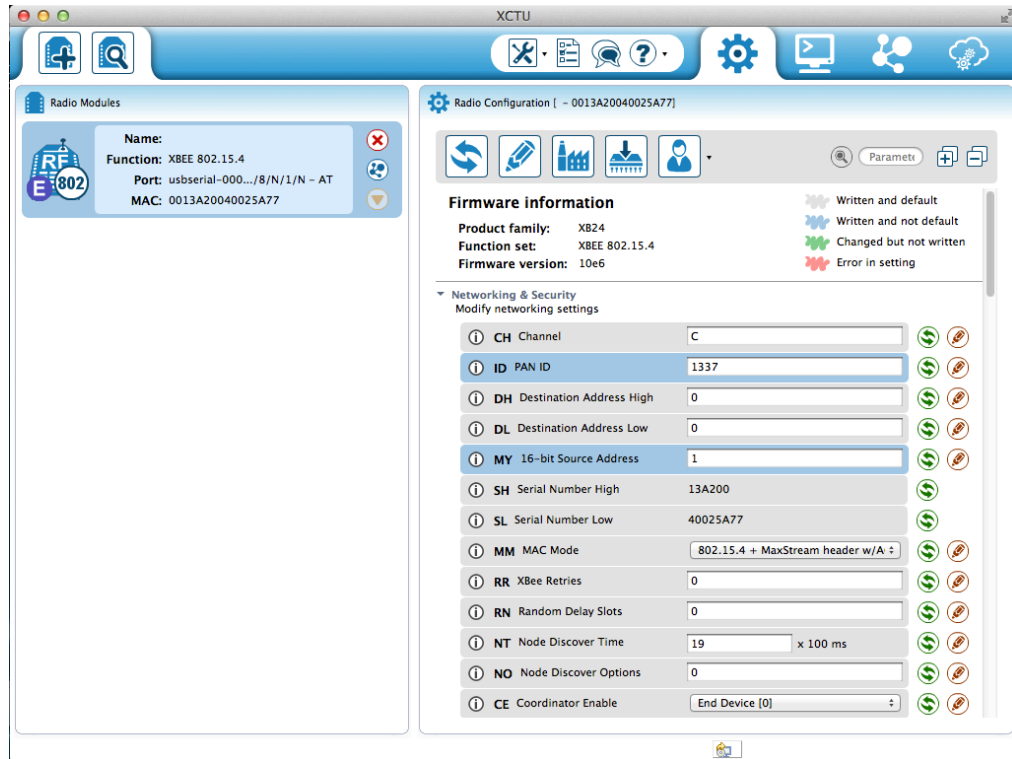 XCTU
Radio Modules
Name:
Function: XBEE 802.15.4
Port: usbserial-000.../8/N/1/N - AT
MAC: 0013A20040025A77
RF
E 802
Radio Configuration [ - 0013A20040025A77]
Firmware information
Product family: XB24
Function set: XBEE 802.15.4
Firmware version: 10e6
Written and default
Written and not default
Changed but not written
Error in setting
Networking & Security
Modify networking settings
CH Channel C
ID PAN ID 1337
DH Destination Address High 0
DL Destination Address Low 0
MY 16-bit Source Address 1
SH Serial Number High 13A200
SL Serial Number Low 40025A77
MM MAC Mode 802.15.4 + MaxStream header w/A
RR XBee Retries 0
RN Random Delay Slots 0
NT Node Discover Time 19 x 100 ms
NO Node Discover Options 0
CE Coordinator Enable End Device [0]